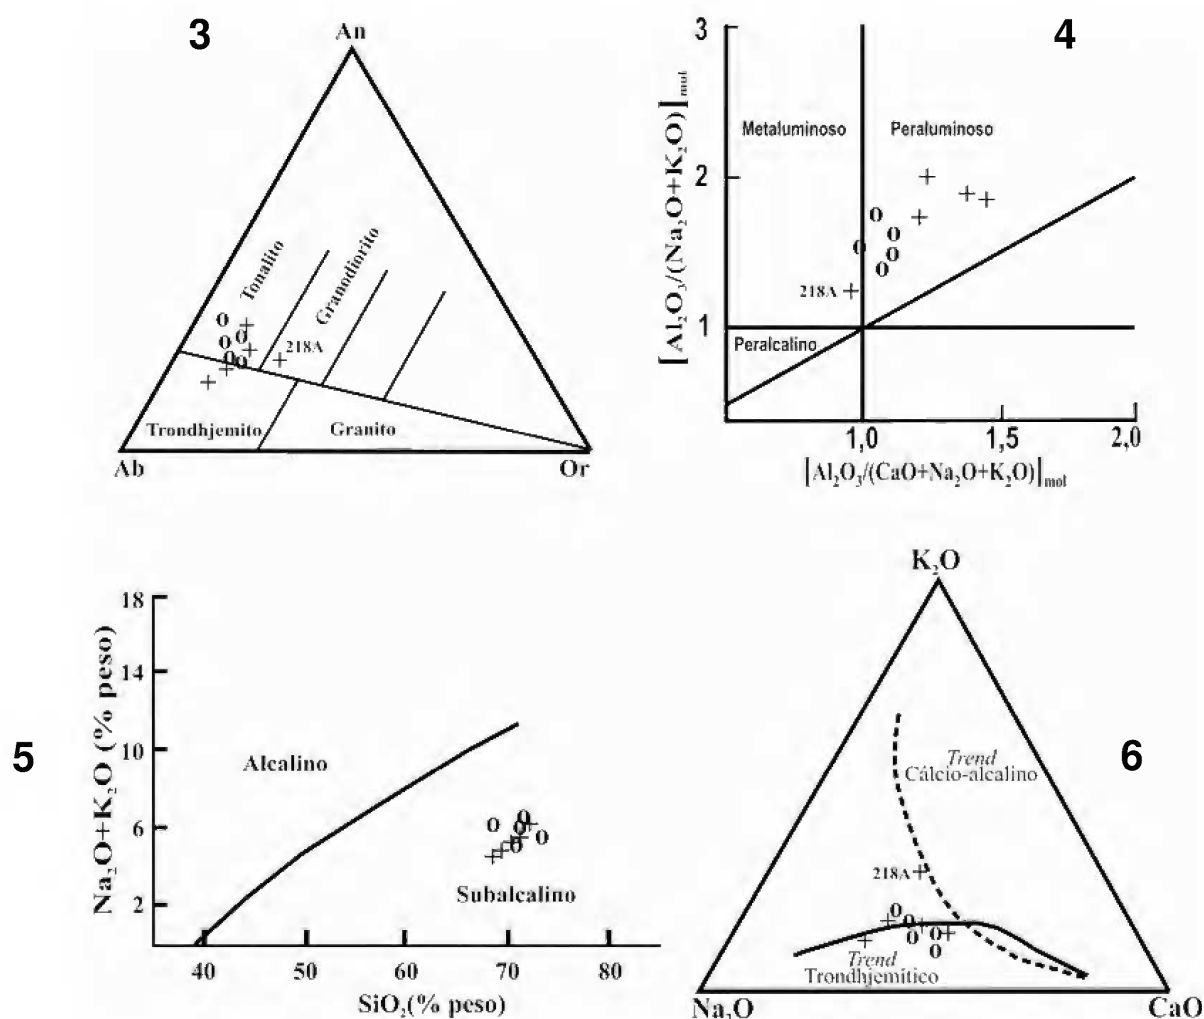 3
An
Tonalito
Granodiorito
218A
Trondhjemito
Granito
Ab
Or
4
3
2
1
[Al₂O₃/(Na₂O+K₂O)]mol
Metaluminoso
Peraluminoso
218A
Peralcalino
1,0
1,5
2,0
[Al₂O₃/(CaO+Na₂O+K₂O)]mol
5
18
14
10
6
2
Na₂O+K₂O (% peso)
Alcalino
Subalcalino
40
50
60
70
80
SiO₂(% peso)
6
K₂O
Trend
Cálcio-alcalino
218A
Trend
Trondhjemítico
Na₂O
CaO